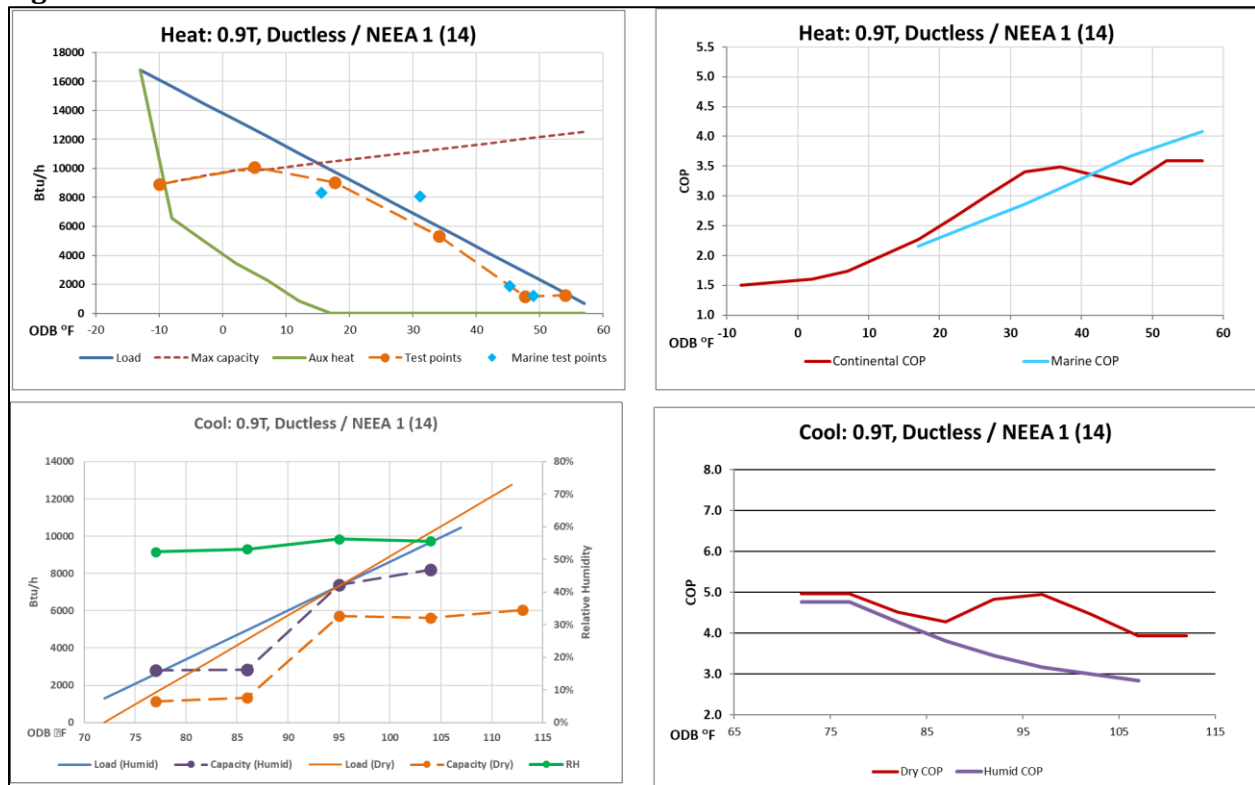 Heat: 0.9T, Ductless / NEEA 1 (14)
18000
16000
14000
12000
10000
8000
6000
4000
2000
0
Btu/h
-20 -10 0 10 20 30 40 50 60
ODB ºF
Load Max capacity Aux heat Test points Marine test points
Heat: 0.9T, Ductless / NEEA 1 (14)
5.5
5.0
4.5
4.0
3.5
3.0
2.5
2.0
1.5
1.0
COP
-10 0 10 20 30 40 50 60
ODB ºF
Continental COP Marine COP
Cool: 0.9T, Ductless / NEEA 1 (14)
14000
12000
10000
8000
6000
4000
2000
0
Btu/h
80%
70%
60%
50%
40%
30%
20%
10%
0%
Relative Humidity
70 75 80 85 90 95 100 105 110 115
ODB F
Load (Humid) Capacity (Humid) Load (Dry) Capacity (Dry) RH
Cool: 0.9T, Ductless / NEEA 1 (14)
8.0
7.0
6.0
5.0
4.0
3.0
2.0
COP
65 75 85 95 105 115
ODB ºF
Dry COP Humid COP